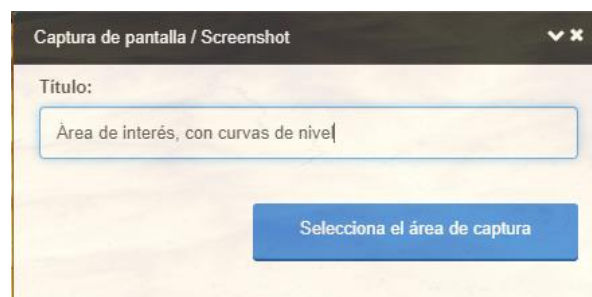 Captura de pantalla / Screenshot
Título:
Àrea de interés, con curvas de nivel
Selecciona el área de captura